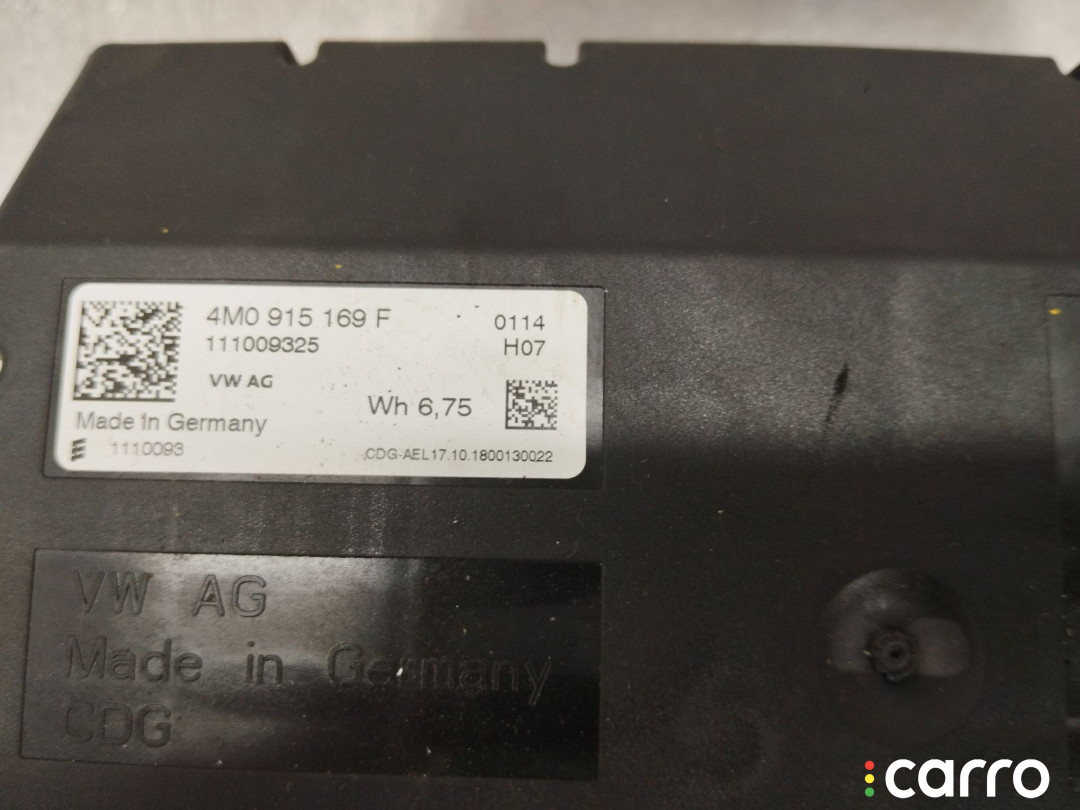 4M0 915 169 F
0114
111009325
H07
VW AG
Wh 6,75
Made in Germany
1110093
CDG-AEL17.10.1800130022
VW AG
Made in Germany
CDG
carro